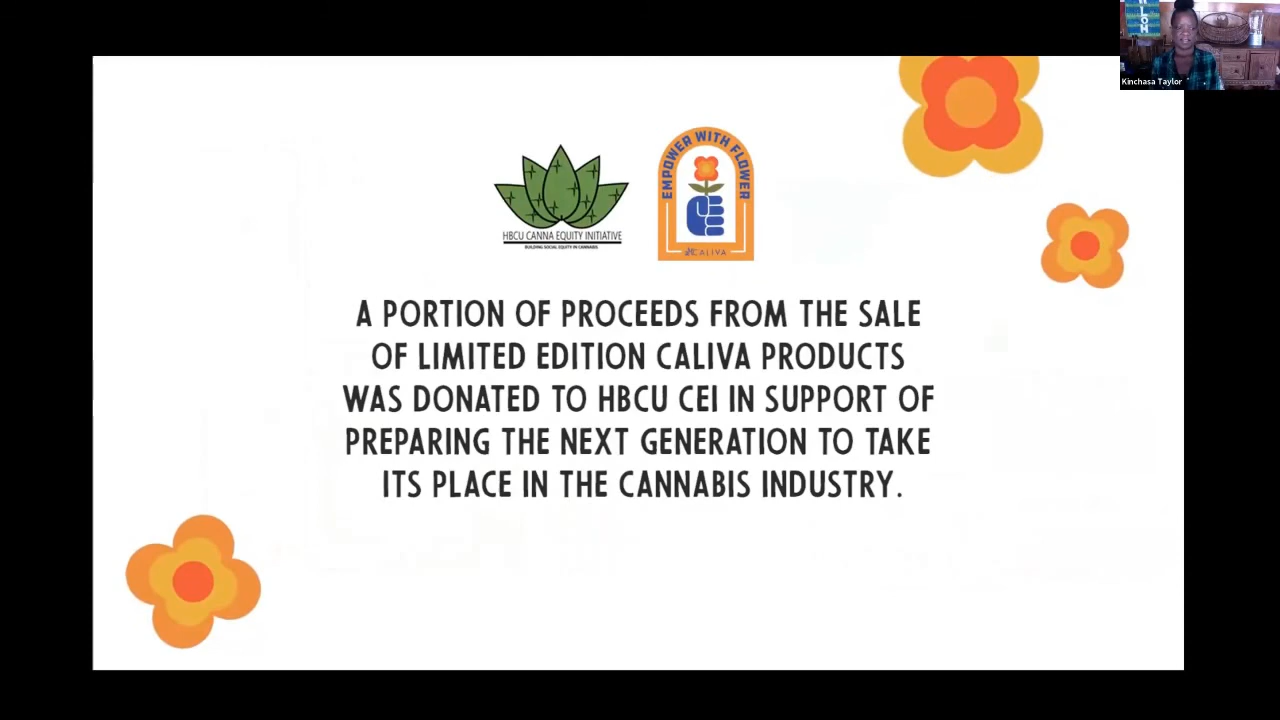 Kinchasa Taylor
EMPOWER WITH FLOWER
HBCU CANNA EQUITY INITIATIVE
BUILDING SOCIAL EQUITY IN CANNABIS
CALIVA
A PORTION OF PROCEEDS FROM THE SALE
OF LIMITED EDITION CALIVA PRODUCTS
WAS DONATED TO HBCU CEI IN SUPPORT OF
PREPARING THE NEXT GENERATION TO TAKE
ITS PLACE IN THE CANNABIS INDUSTRY.